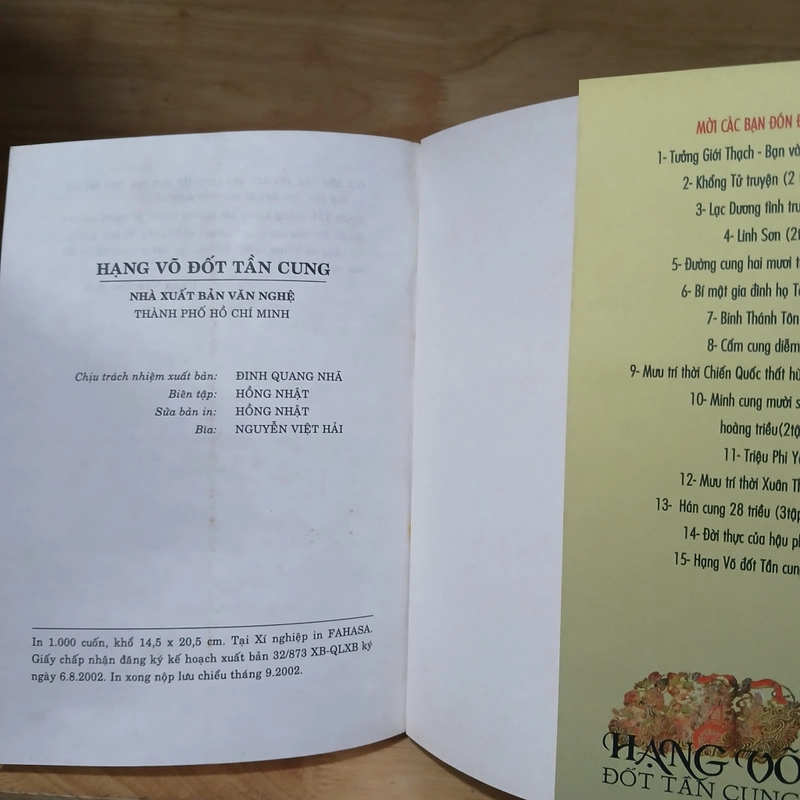 HẠNG VÕ ĐỐT TẦN CUNG
NHÀ XUẤT BẢN VĂN NGHỆ
THÀNH PHỐ HỒ CHÍ MINH
Chịu trách nhiệm xuất bản: ĐINH QUANG NHÃ
Biên tập: HỒNG NHẬT
Sửa bản in: HỒNG NHẬT
Bìa: NGUYỄN VIỆT HẢI
In 1.000 cuốn, khổ 14,5 x 20,5 cm. Tại Xí nghiệp in FAHASA.
Giấy chấp nhận đăng ký kế hoạch xuất bản 32/873 XB-QLXB ký
ngày 6.8.2002. In xong nộp lưu chiểu tháng 9.2002.
MỜI CÁC BẠN ĐÓN
1- Tưởng Giới Thạch - Bạn
2- Khổng Tử truyện (2
3- Lạc Dương tình
4- Linh Sơn (2
5- Đường cung hai mươi
6- Bí mật gia đình họ
7- Binh Thánh Tôn
8- Cấm cung diễm
9- Mưu trí thời Chiến Quốc thất
10- Minh cung mười
hoàng triều(2
11- Triệu Phi
12- Mưu trí thời Xuân
13- Hán cung 28 triều (3tập
14- Đời thực của hậu
15- Hạng Võ đốt Tần cung
HẠNG VÕ
ĐỐT TẦN CUNG